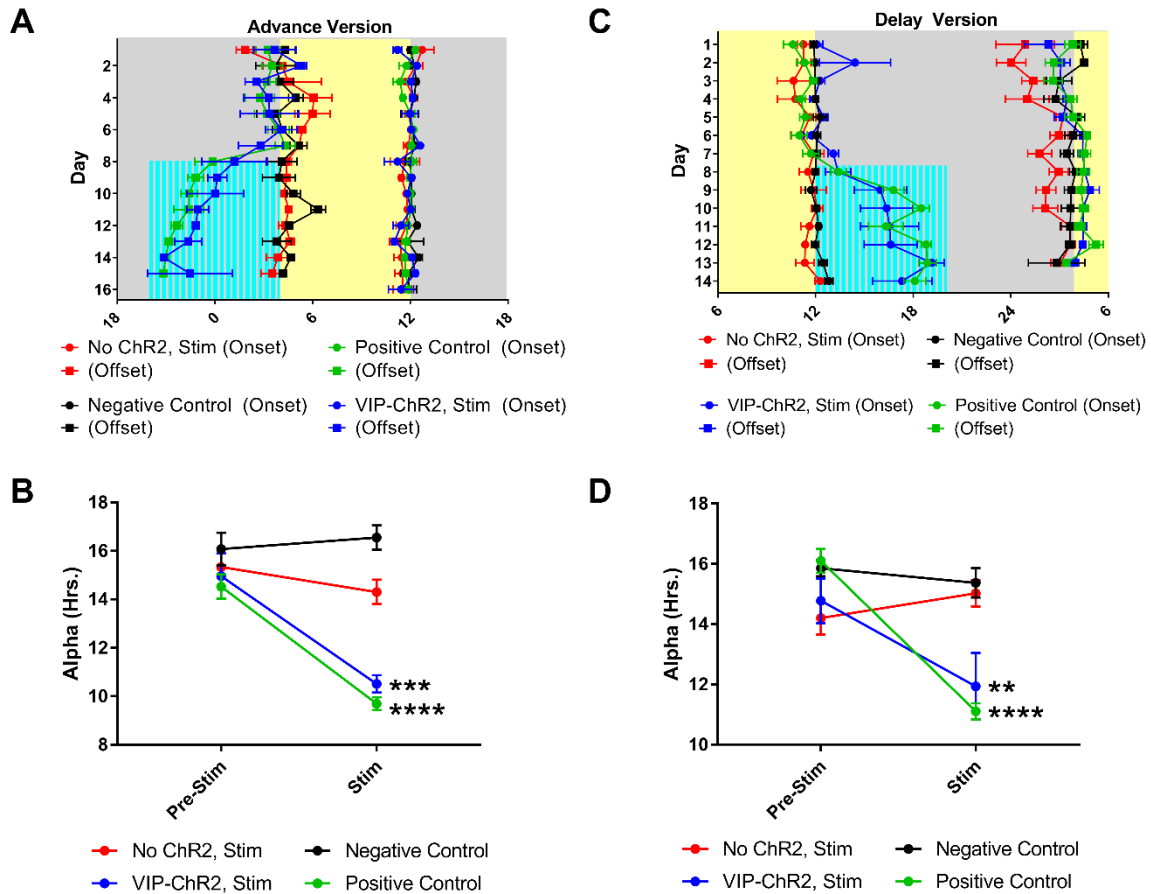 A
Advance Version
Day
2
4
6
8
10
12
14
16
18
0
6
12
18
No ChR2, Stim (Onset)
(Offset)
Positive Control (Onset)
(Offset)
Negative Control (Onset)
(Offset)
VIP-ChR2, Stim (Onset)
(Offset)
C
Delay Version
Day
1
2
3
4
5
6
7
8
9
10
11
12
13
14
6
12
18
24
6
No ChR2, Stim (Onset)
(Offset)
Negative Control (Onset)
(Offset)
VIP-ChR2, Stim (Onset)
(Offset)
Positive Control (Onset)
(Offset)
B
Alpha (Hrs.)
18
16
14
12
10
8
***
****
Pre-Stim
Stim
No ChR2, Stim
Negative Control
VIP-ChR2, Stim
Positive Control
D
Alpha (Hrs.)
18
16
14
12
10
**
****
Pre-Stim
Stim
No ChR2, Stim
Negative Control
VIP-ChR2, Stim
Positive Control